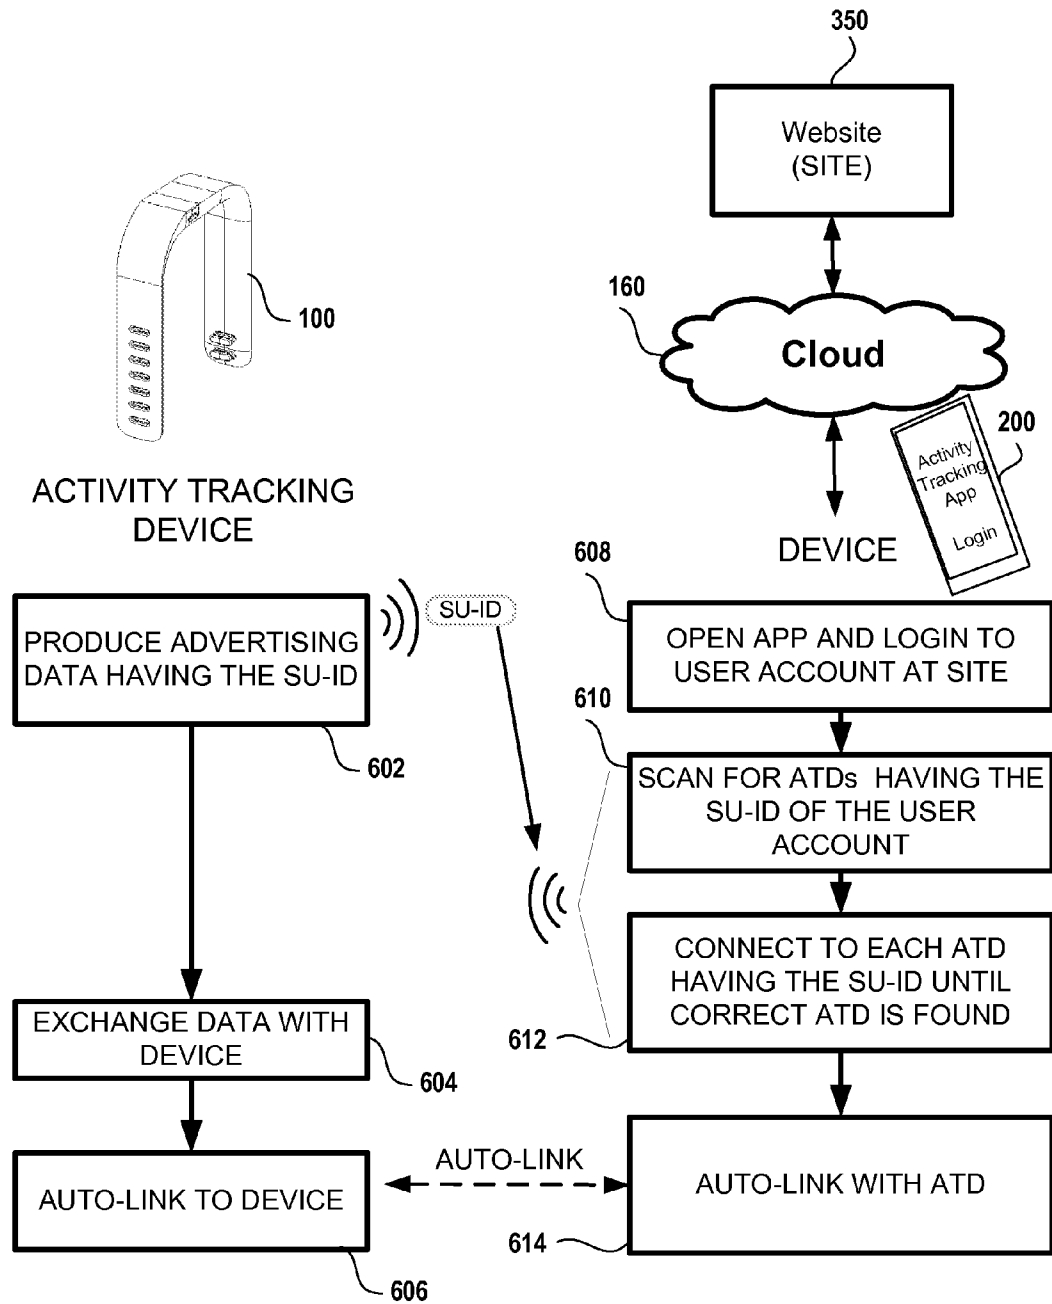 350
Website
(SITE)
160
Cloud
100
200
Activity
Tracking
App
Login
ACTIVITY TRACKING
DEVICE
DEVICE
608
SU-ID
PRODUCE ADVERTISING
DATA HAVING THE SU-ID
602
OPEN APP AND LOGIN TO
USER ACCOUNT AT SITE
610
SCAN FOR ATDs HAVING THE
SU-ID OF THE USER
ACCOUNT
CONNECT TO EACH ATD
HAVING THE SU-ID UNTIL
CORRECT ATD IS FOUND
612
EXCHANGE DATA WITH
DEVICE
604
AUTO-LINK
AUTO-LINK TO DEVICE
606
AUTO-LINK WITH ATD
614